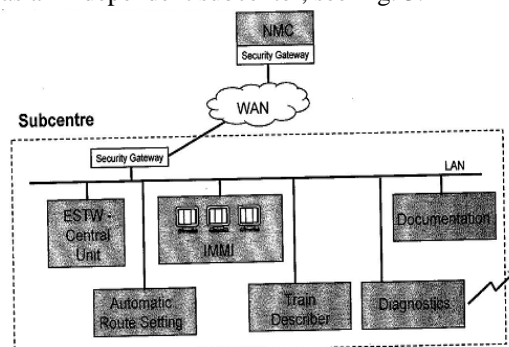 NMC
Security Gateway
WAN
Subcentre
Security Gateway
LAN
ESTW -
Central
Unit
IMMI
Documentation
Automatic
Route Setting
Train
Describer
Diagnostics